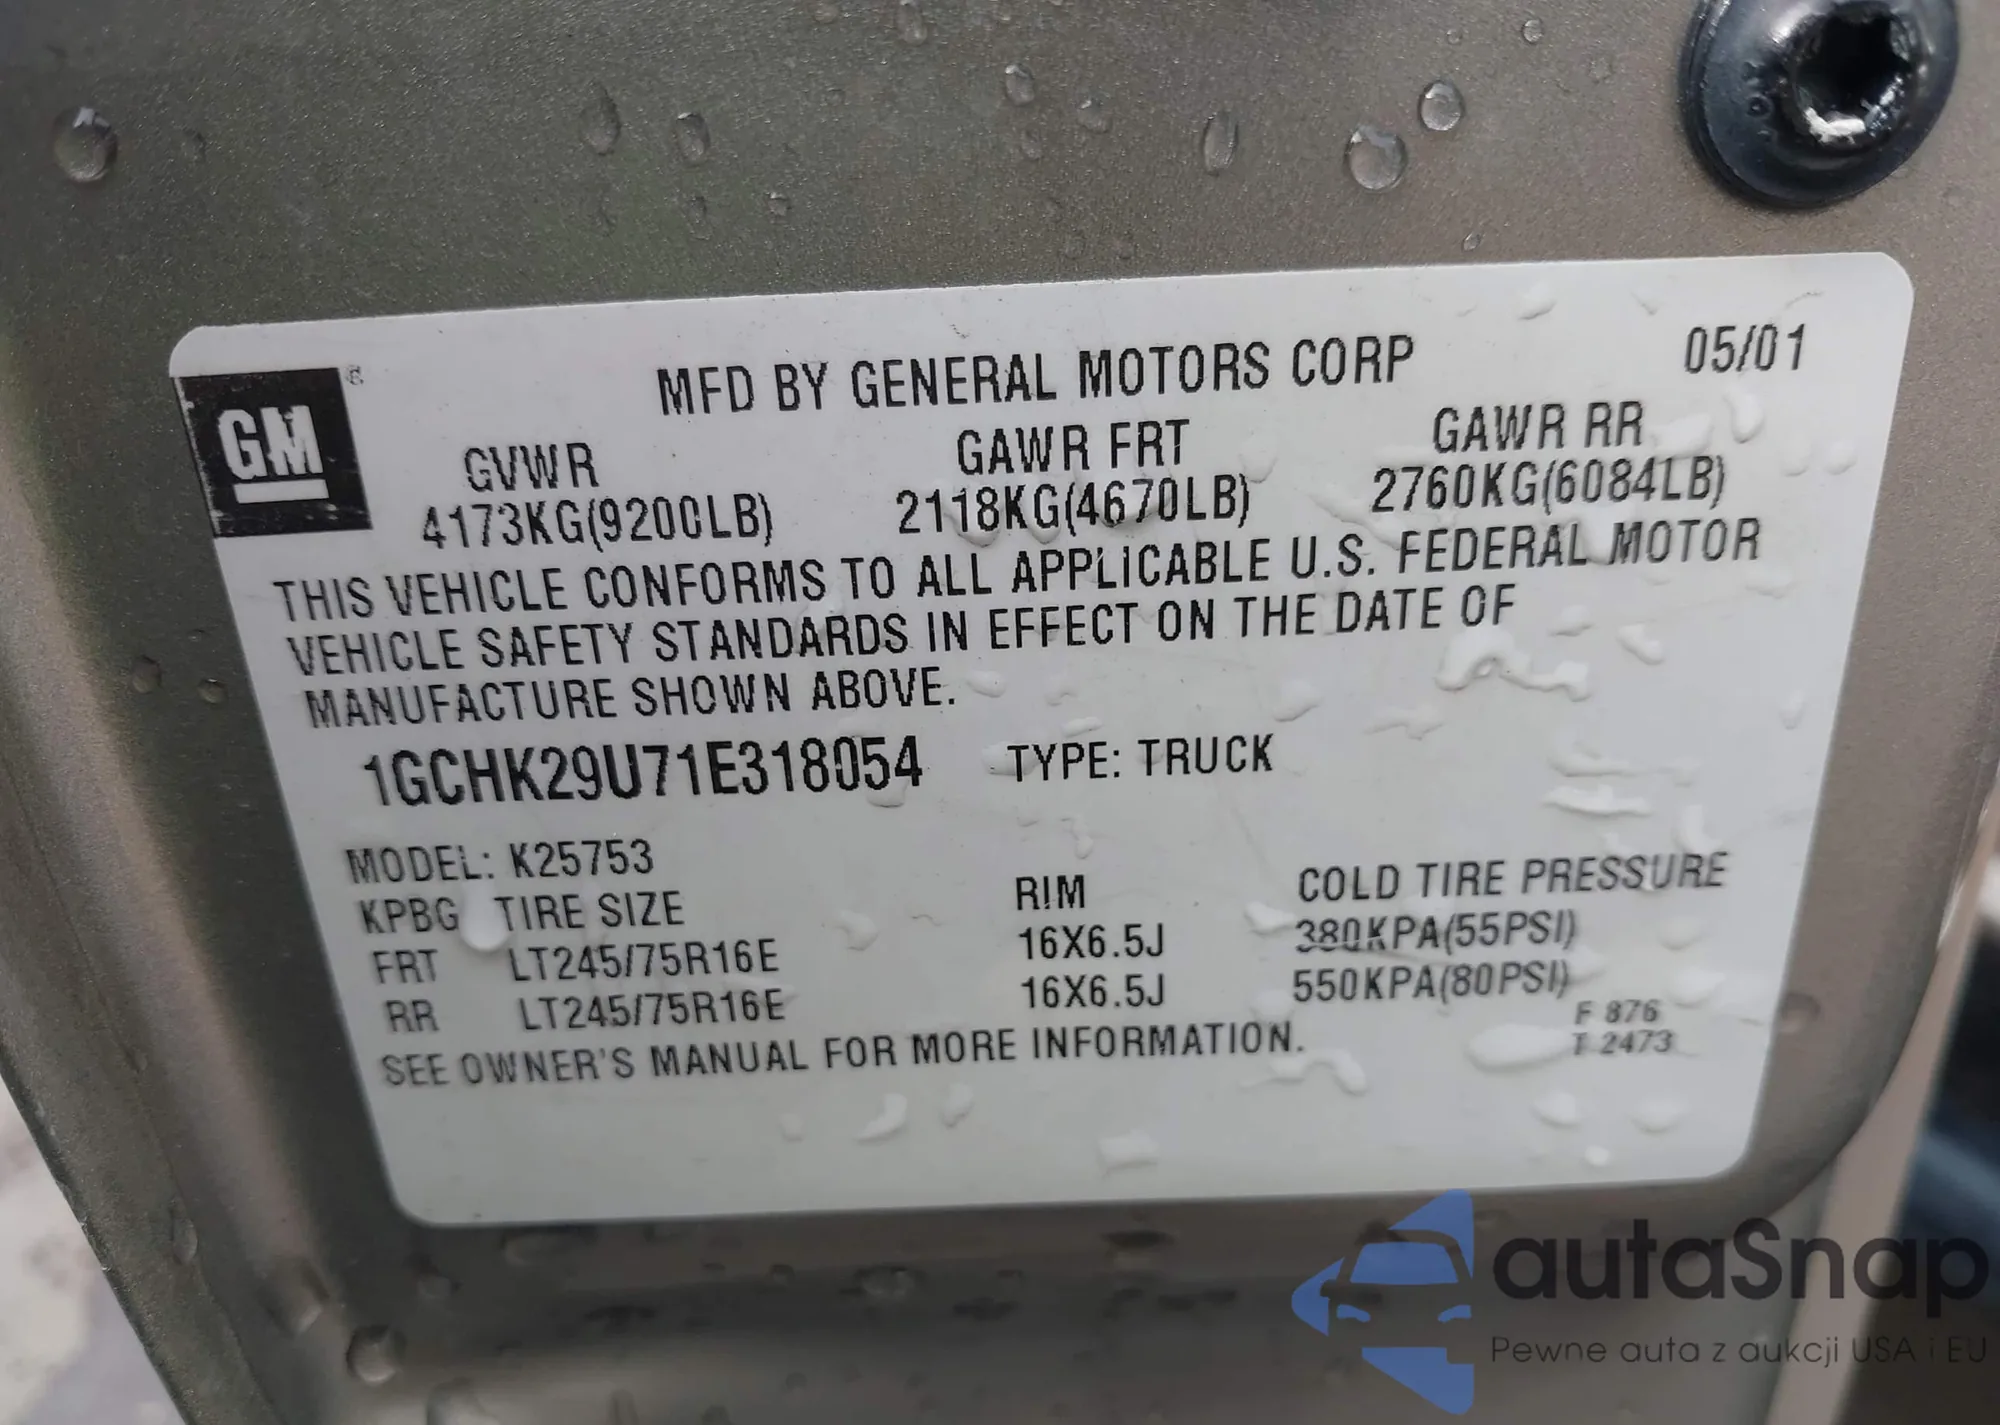 MFD BY GENERAL MOTORS CORP 05/01
GM ®
GVWR GAWR FRT GAWR RR
4173KG(9200LB) 2118KG(4670LB) 2760KG(6084LB)
THIS VEHICLE CONFORMS TO ALL APPLICABLE U.S. FEDERAL MOTOR
VEHICLE SAFETY STANDARDS IN EFFECT ON THE DATE OF
MANUFACTURE SHOWN ABOVE.
1GCHK29U71E318054 TYPE: TRUCK
MODEL: K25753
KPBG TIRE SIZE RIM COLD TIRE PRESSURE
FRT LT245/75R16E 16X6.5J 380KPA(55PSI)
RR LT245/75R16E 16X6.5J 550KPA(80PSI)
F 876
T 2473
SEE OWNER'S MANUAL FOR MORE INFORMATION.
autaSnap
Pewne auta z aukcji USA i EU